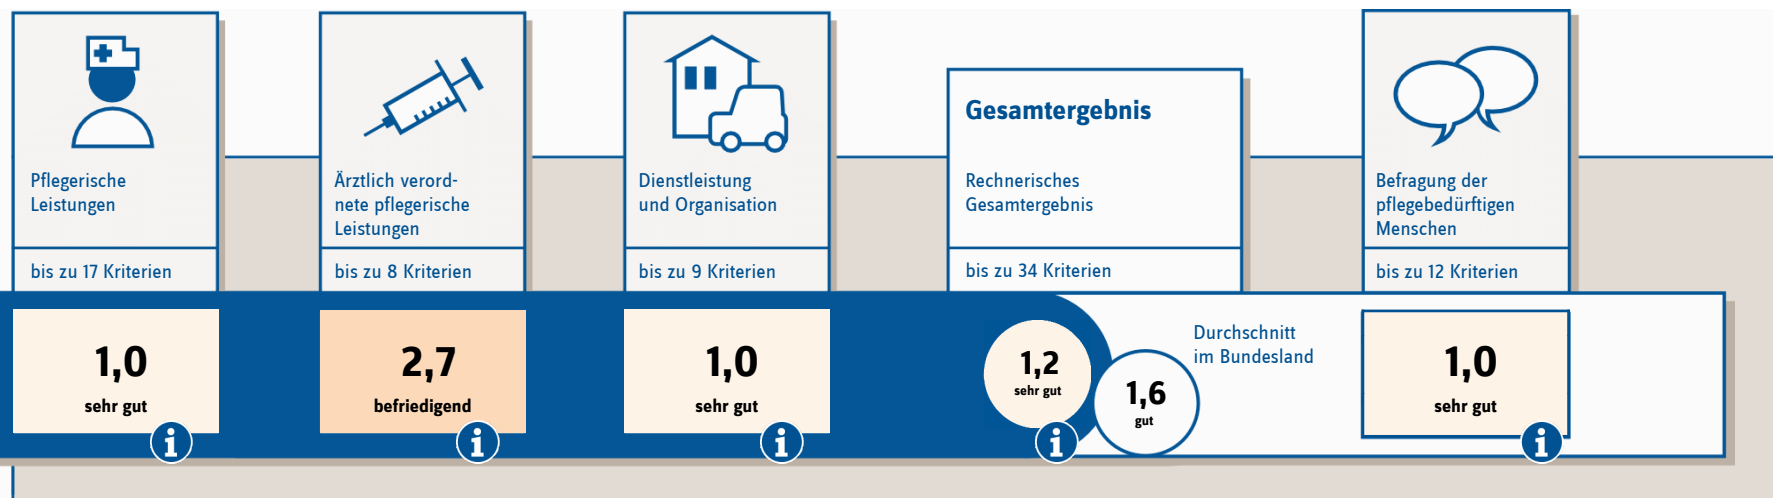 Pflegerische
Leistungen
bis zu 17 Kriterien
1,0
sehr gut
i
Ärztlich verord-
nete pflegerische
Leistungen
bis zu 8 Kriterien
2,7
befriedigend
i
Dienstleistung
und Organisation
bis zu 9 Kriterien
1,0
sehr gut
i
Gesamtergebnis
Rechnerisches
Gesamtergebnis
bis zu 34 Kriterien
1,2
sehr gut
i
1,6
gut
Durchschnitt
im Bundesland
Befragung der
pflegebedürftigen
Menschen
bis zu 12 Kriterien
1,0
sehr gut
i